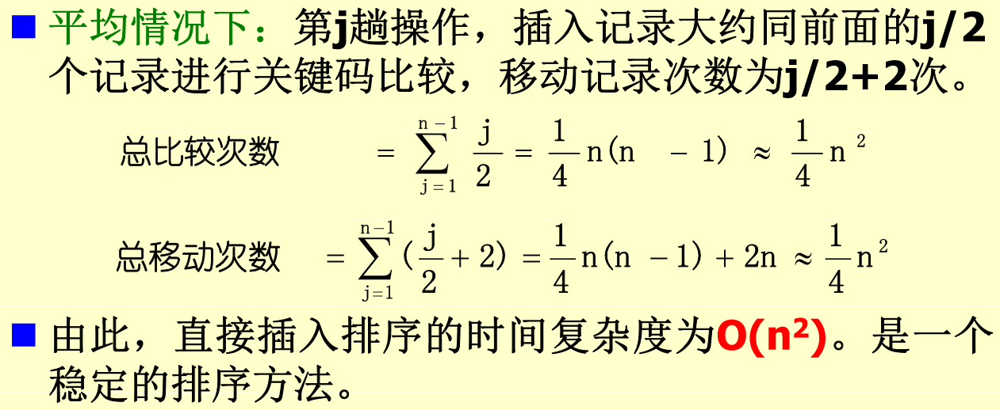 ■ 平均情况下：第j趟操作，插入记录大约同前面的j/2
个记录进行关键码比较，移动记录次数为j/2+2次。
总比较次数 = \sum_{j=1}^{n-1} \frac{j}{2} = \frac{1}{4} n(n - 1) ≈ \frac{1}{4} n^2
总移动次数 = \sum_{j=1}^{n-1} (\frac{j}{2} + 2) = \frac{1}{4} n(n - 1) + 2n ≈ \frac{1}{4} n^2
■ 由此，直接插入排序的时间复杂度为O(n²)。是一个
稳定的排序方法。